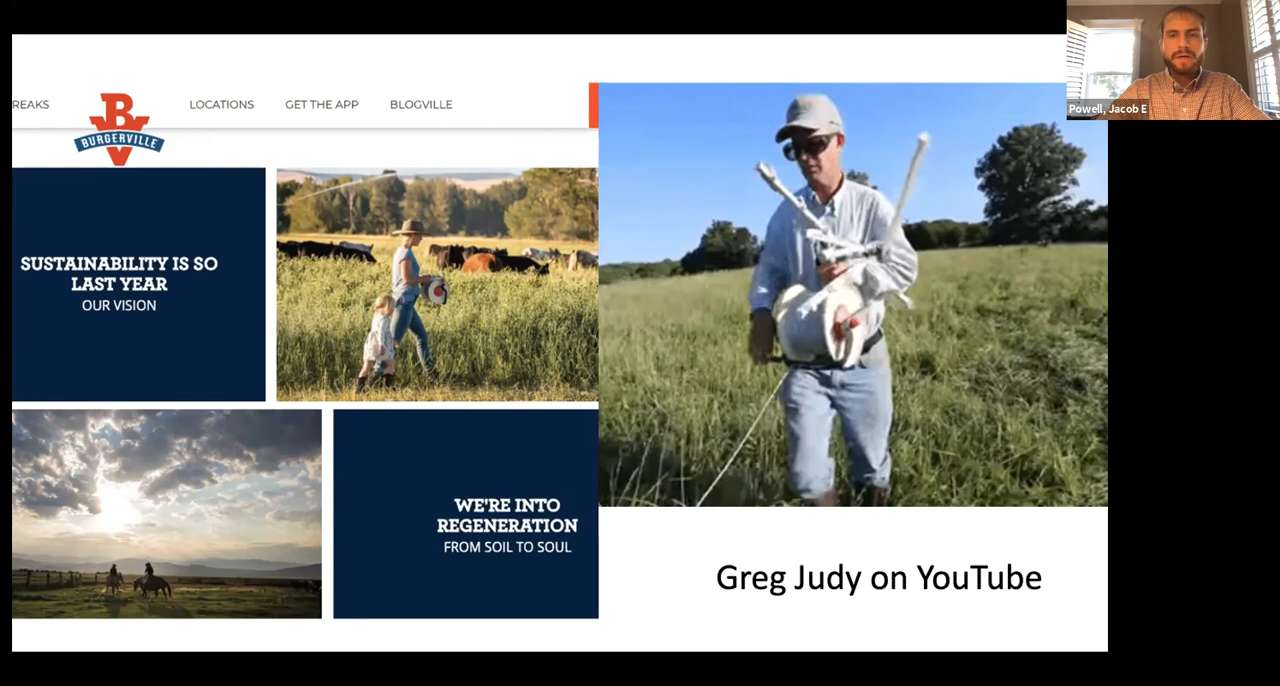 REAKS
LOCATIONS
GET THE APP
BLOGVILLE
B
BURGERVILLE
SUSTAINABILITY IS SO
LAST YEAR
OUR VISION
WE'RE INTO
REGENERATION
FROM SOIL TO SOUL
Greg Judy on YouTube
Powell, Jacob E